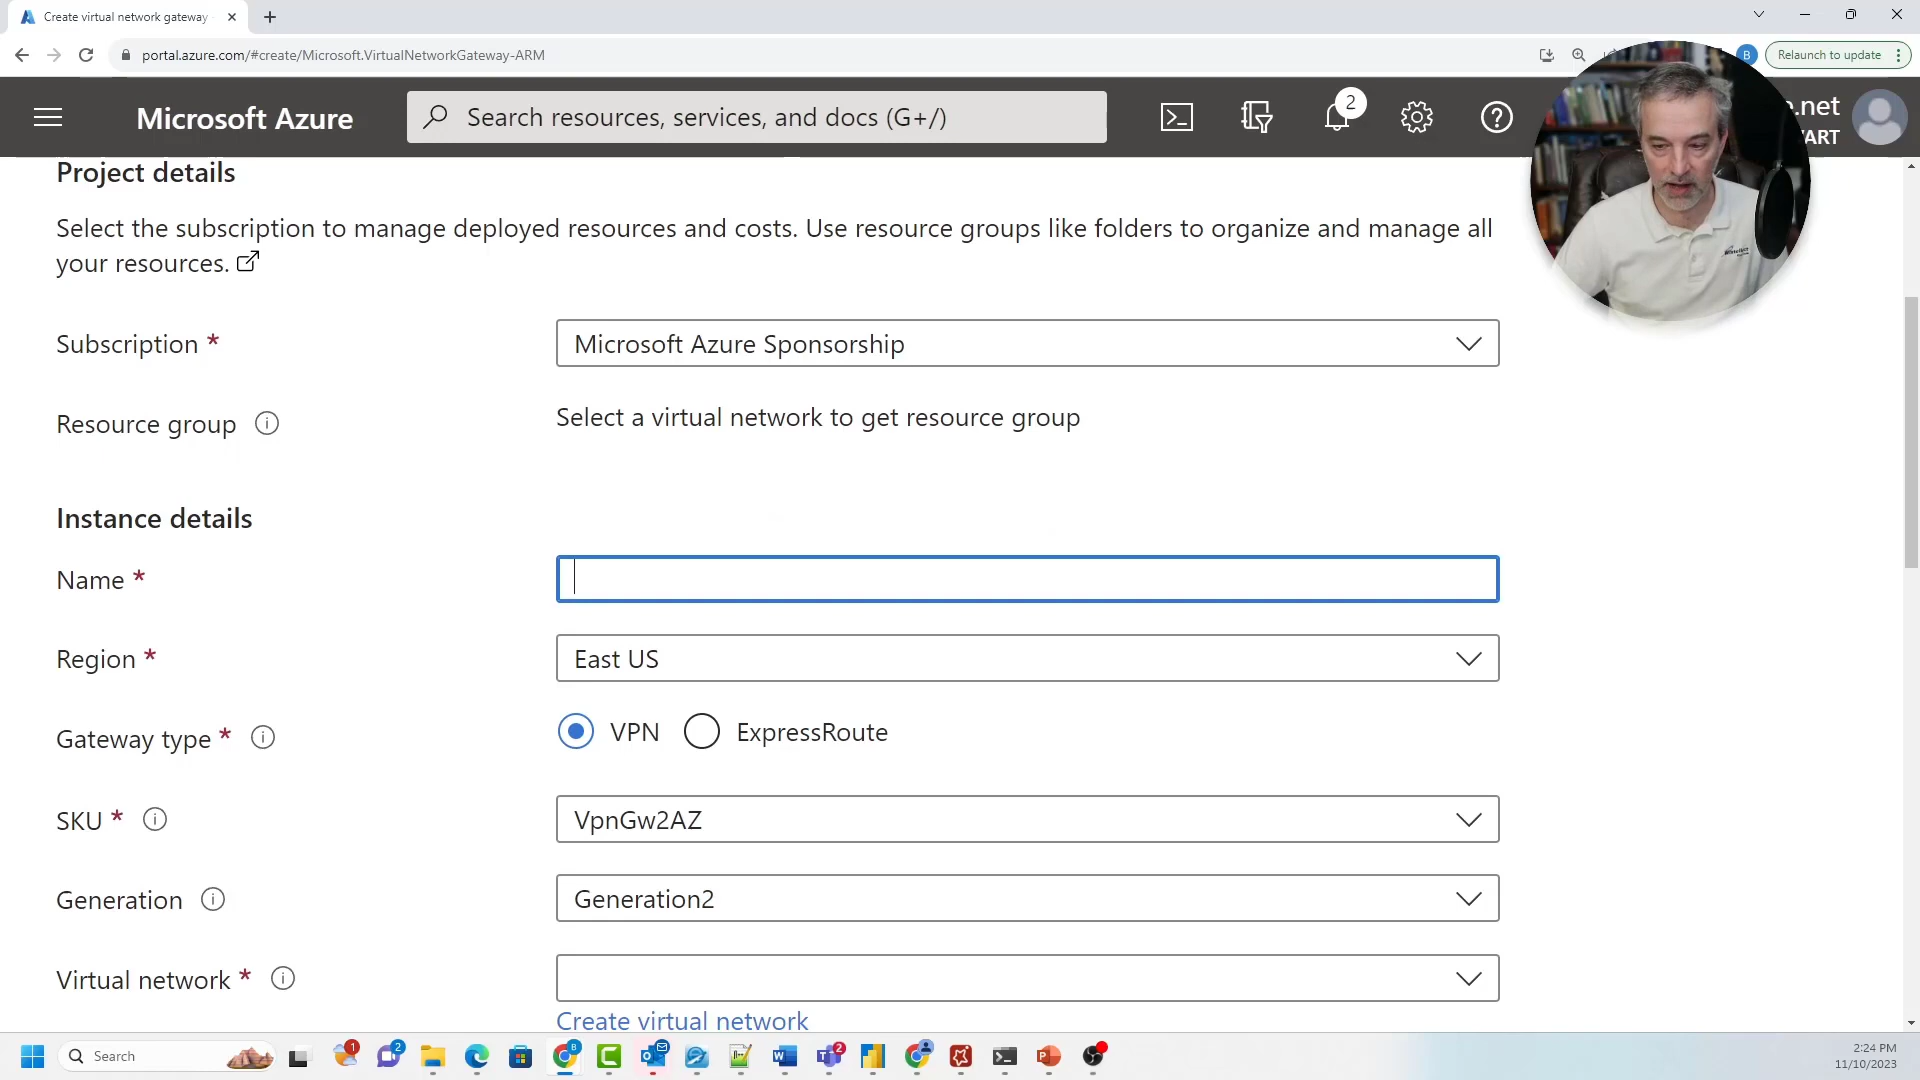 Create virtual network gateway
portal.azure.com/#create/Microsoft.VirtualNetworkGateway-ARM
B
Relaunch to update
Microsoft Azure
Search resources, services, and docs (G+/)
2
e.net
ART
Project details
Select the subscription to manage deployed resources and costs. Use resource groups like folders to organize and manage all
your resources.
Subscription *
Microsoft Azure Sponsorship
Resource group
Select a virtual network to get resource group
Instance details
Name *
Region *
East US
Gateway type *
VPN
ExpressRoute
SKU *
VpnGw2AZ
Generation
Generation2
Virtual network *
Create virtual network
Search
1
2
2
2:24 PM
11/10/2023